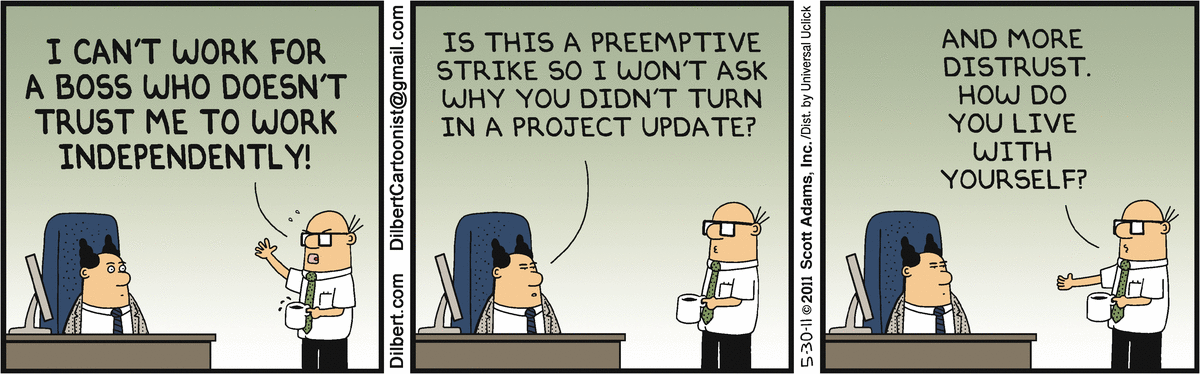 I CAN'T WORK FOR
A BOSS WHO DOESN'T
TRUST ME TO WORK
INDEPENDENTLY!
Dilbert.com DilbertCartoonist@gmail.com
IS THIS A PREEMPTIVE
STRIKE SO I WON'T ASK
WHY YOU DIDN'T TURN
IN A PROJECT UPDATE?
5-30-11 ©2011 Scott Adams, Inc./Dist. by Universal Uclick
AND MORE
DISTRUST.
HOW DO
YOU LIVE
WITH
YOURSELF?